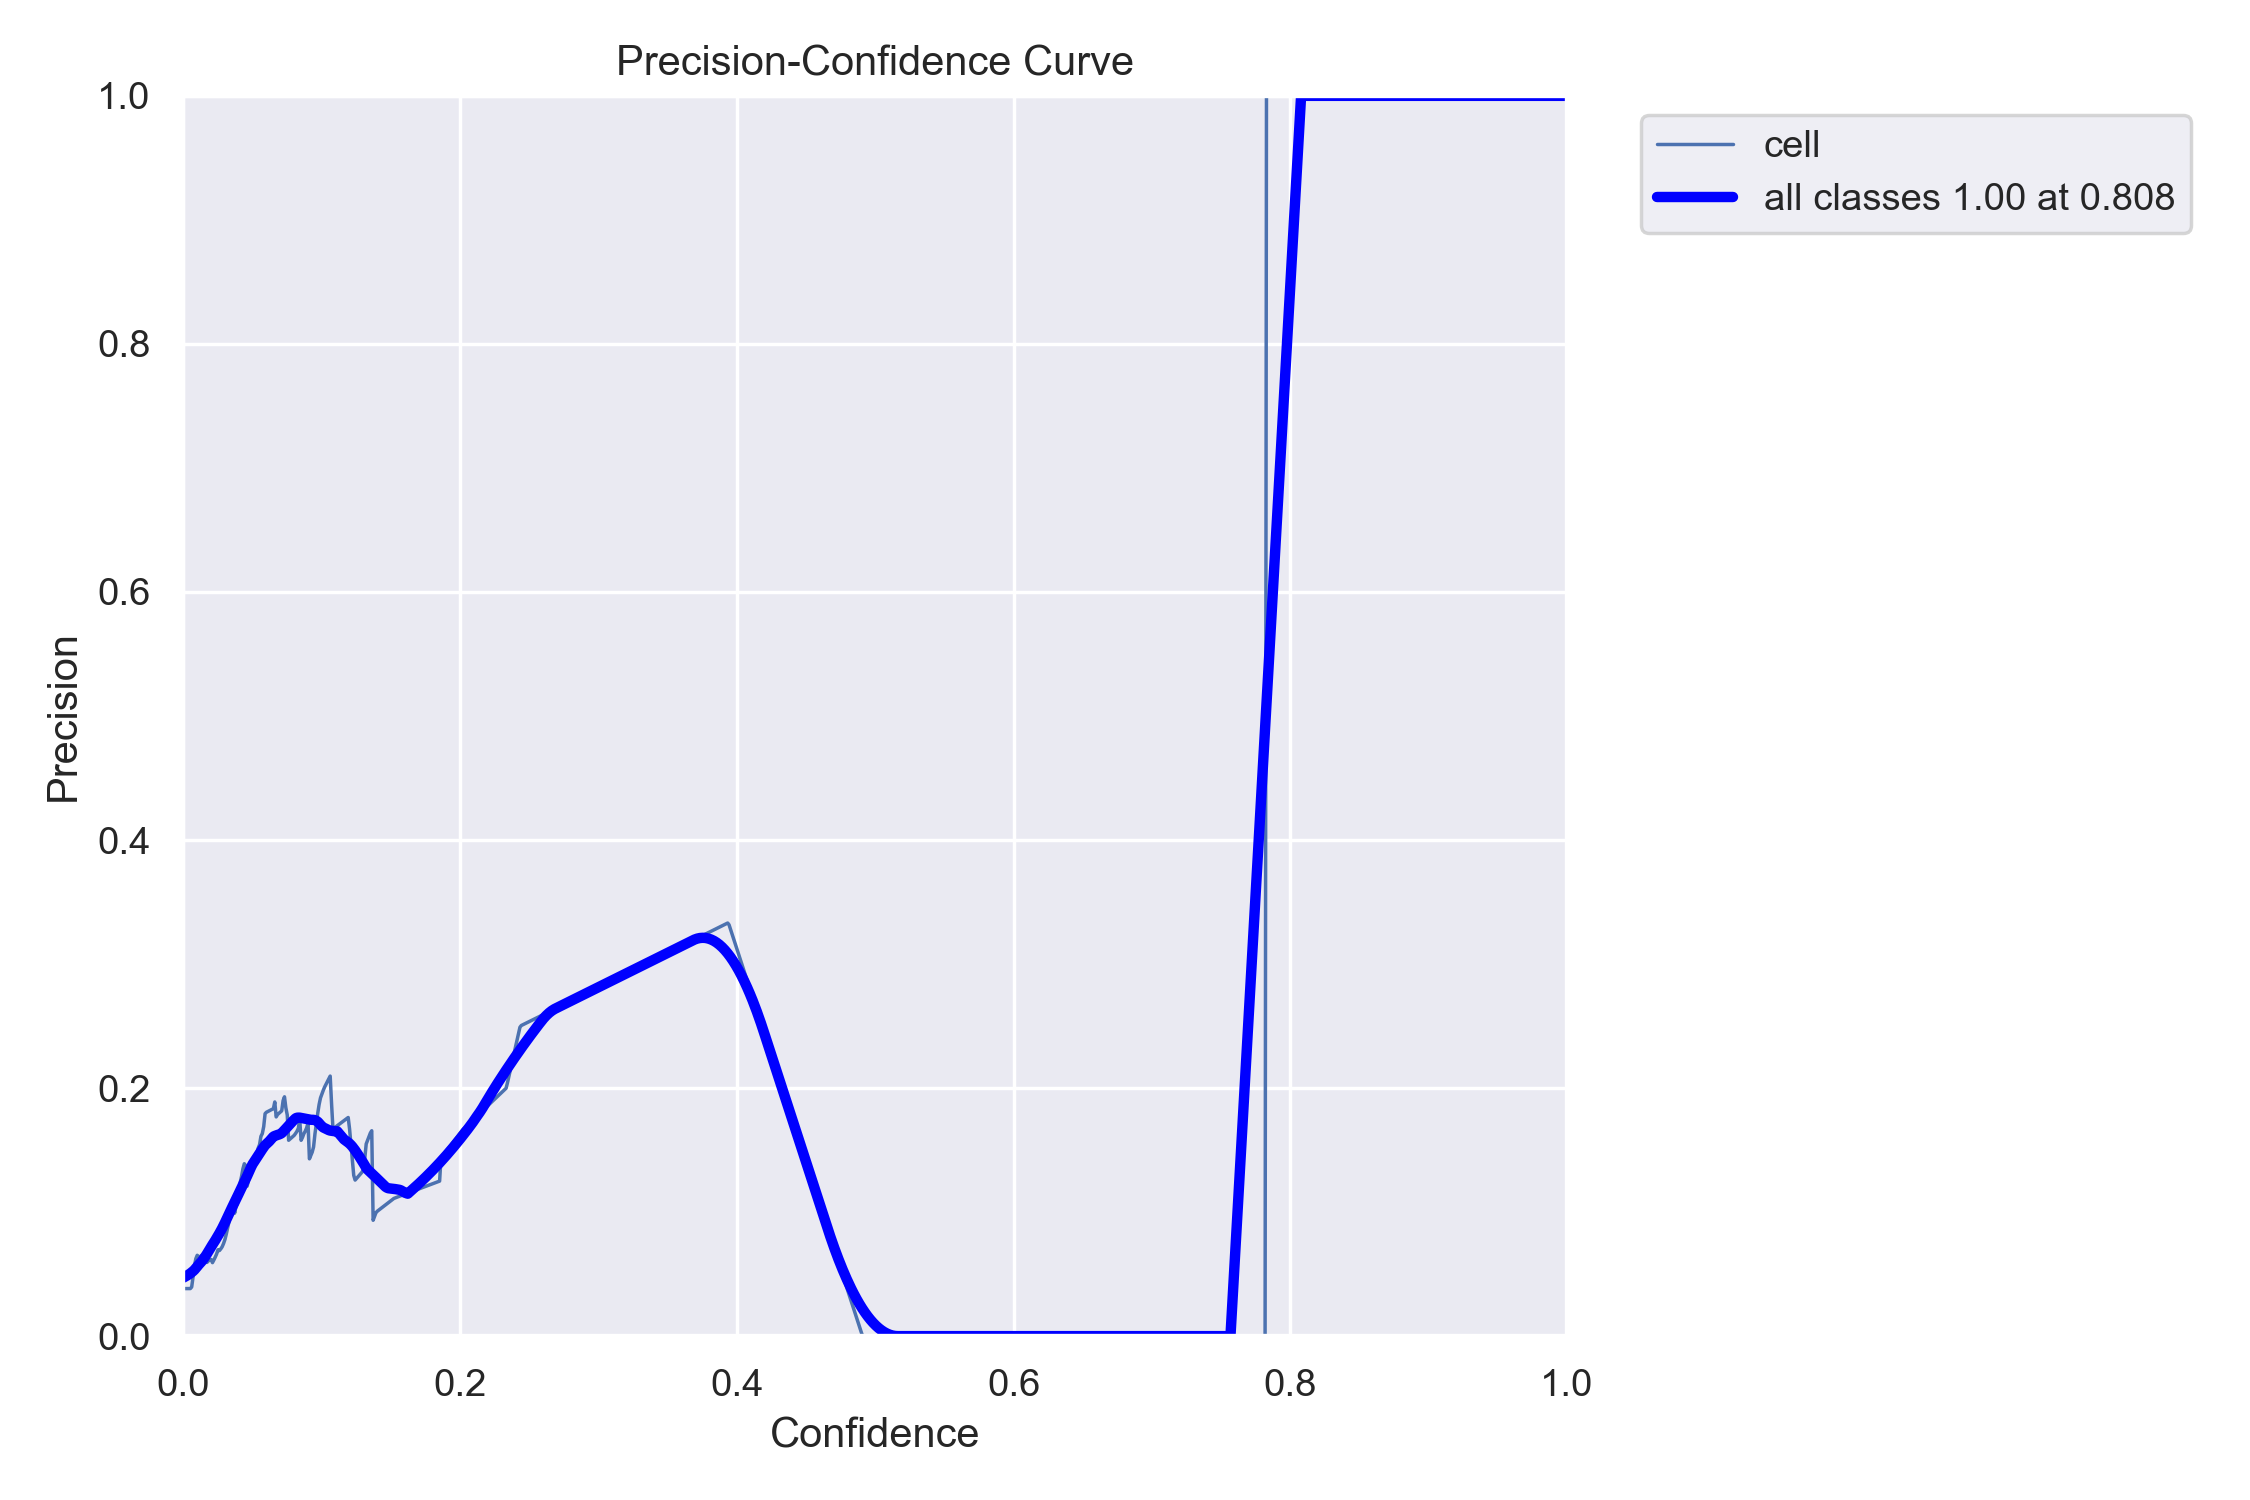 Precision-Confidence Curve
1.0
0.8
0.6
0.4
0.2
0.0
Precision
0.0 0.2 0.4 0.6 0.8 1.0
Confidence
cell
all classes 1.00 at 0.808